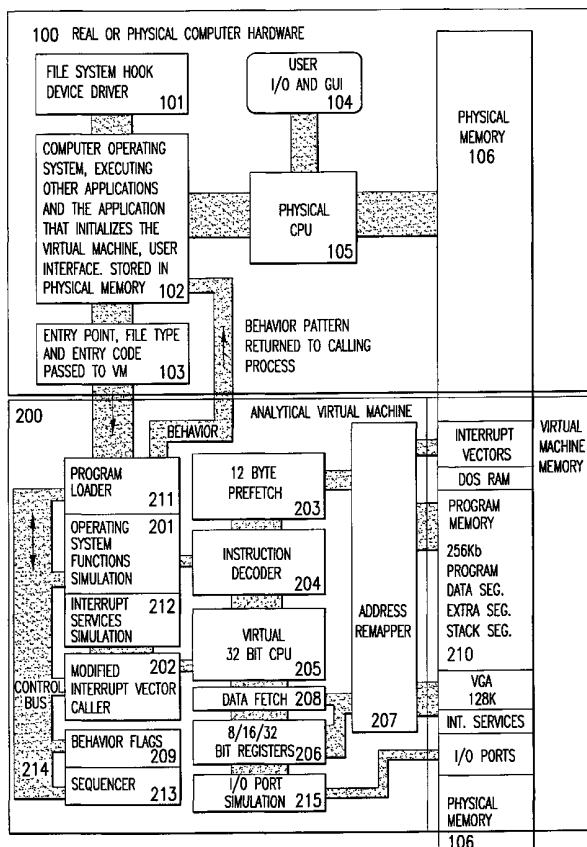 100 REAL OR PHYSICAL COMPUTER HARDWARE
FILE SYSTEM HOOK
DEVICE DRIVER
101
USER
I/O AND GUI
104
PHYSICAL
MEMORY
106
COMPUTER OPERATING
SYSTEM, EXECUTING
OTHER APPLICATIONS
AND THE APPLICATION
THAT INITIALIZES THE
VIRTUAL MACHINE, USER
INTERFACE. STORED IN
PHYSICAL MEMORY
102
PHYSICAL
CPU
105
ENTRY POINT, FILE TYPE
AND ENTRY CODE
PASSED TO VM
103
BEHAVIOR PATTERN
RETURNED TO CALLING
PROCESS
200
ANALYTICAL VIRTUAL MACHINE
BEHAVIOR
PROGRAM
LOADER
211
201
OPERATING
SYSTEM
FUNCTIONS
SIMULATION
212
INTERRUPT
SERVICES
SIMULATION
202
MODIFIED
INTERRUPT VECTOR
CALLER
CONTROL
BUS
214
BEHAVIOR FLAGS
209
SEQUENCER
213
12 BYTE
PREFETCH
203
INSTRUCTION
DECODER
204
VIRTUAL
32 BIT CPU
205
DATA FETCH 208
8/16/32
BIT REGISTERS
206
I/O PORT
SIMULATION
215
ADDRESS
REMAPPER
207
INTERRUPT
VECTORS
DOS RAM
PROGRAM
MEMORY
256Kb
PROGRAM
DATA SEG.
EXTRA SEG.
STACK SEG.
210
VGA
128K
INT. SERVICES
I/O PORTS
PHYSICAL
MEMORY
106
VIRTUAL
MACHINE
MEMORY